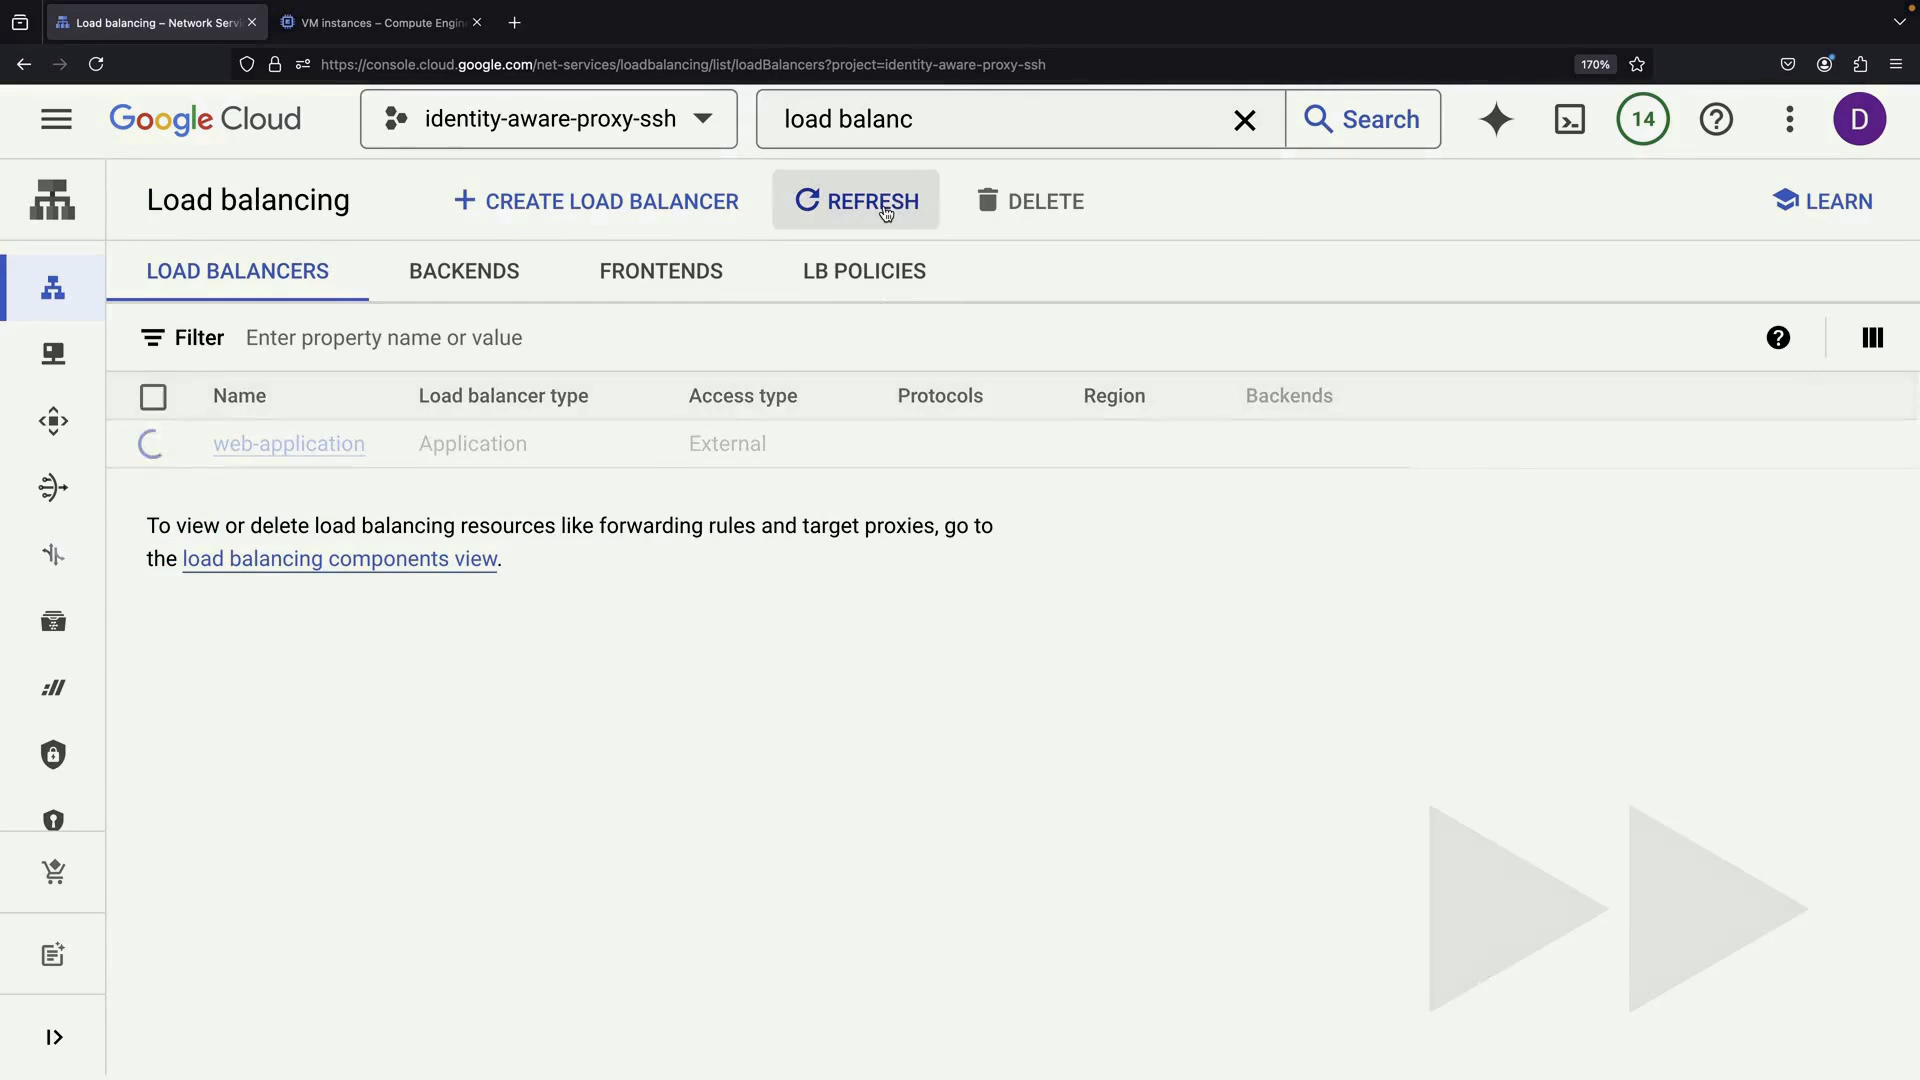 Load balancing – Network Servi
VM instances – Compute Engin
https://console.cloud.google.com/net-services/loadbalancing/list/loadBalancers?project=identity-aware-proxy-ssh
170%
Google Cloud
identity-aware-proxy-ssh
load balanc
Search
14
D
Load balancing
CREATE LOAD BALANCER
REFRESH
DELETE
LEARN
LOAD BALANCERS
BACKENDS
FRONTENDS
LB POLICIES
Filter
Enter property name or value
Name
Load balancer type
Access type
Protocols
Region
Backends
web-application
Application
External
To view or delete load balancing resources like forwarding rules and target proxies, go to
the load balancing components view.